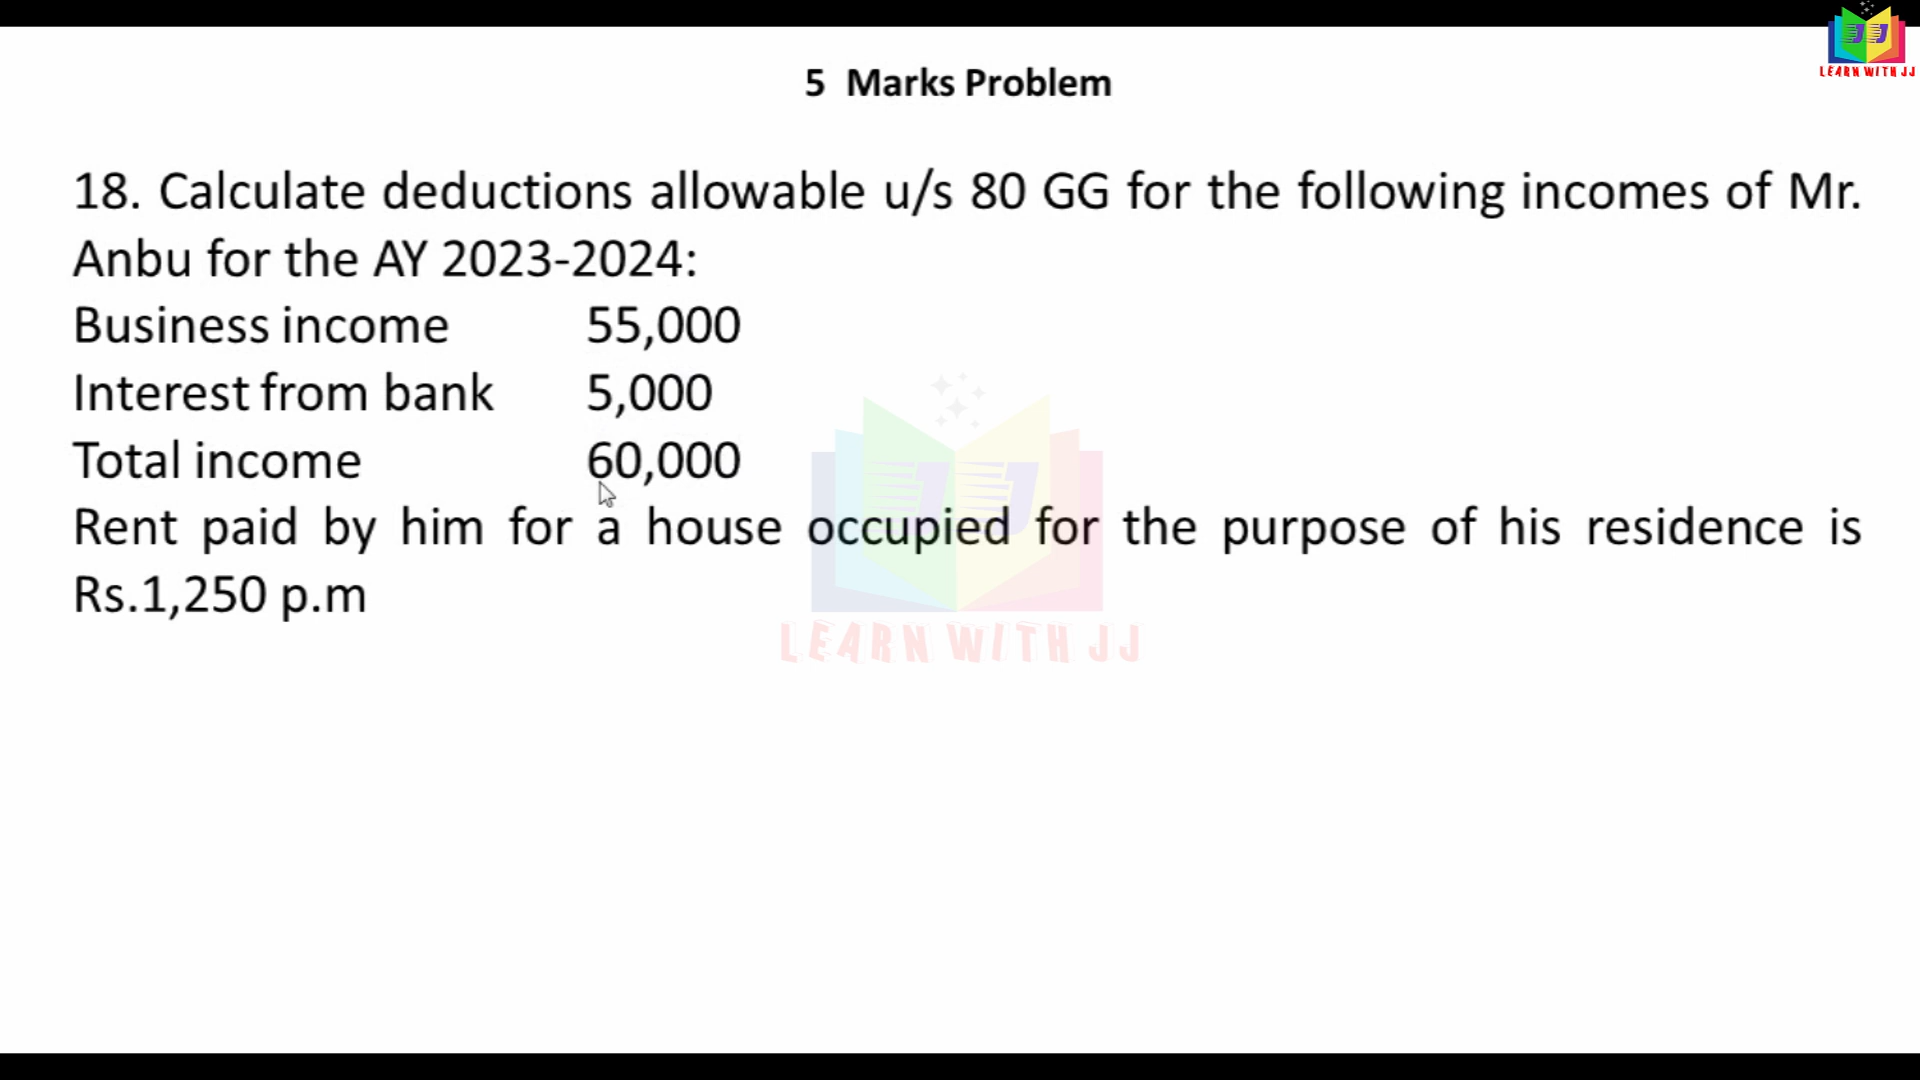 LEARN WITH JJ
5 Marks Problem
18. Calculate deductions allowable u/s 80 GG for the following incomes of Mr.
Anbu for the AY 2023-2024:
Business income 55,000
Interest from bank 5,000
Total income 60,000
Rent paid by him for a house occupied for the purpose of his residence is
Rs.1,250 p.m
LEARN WITH JJ